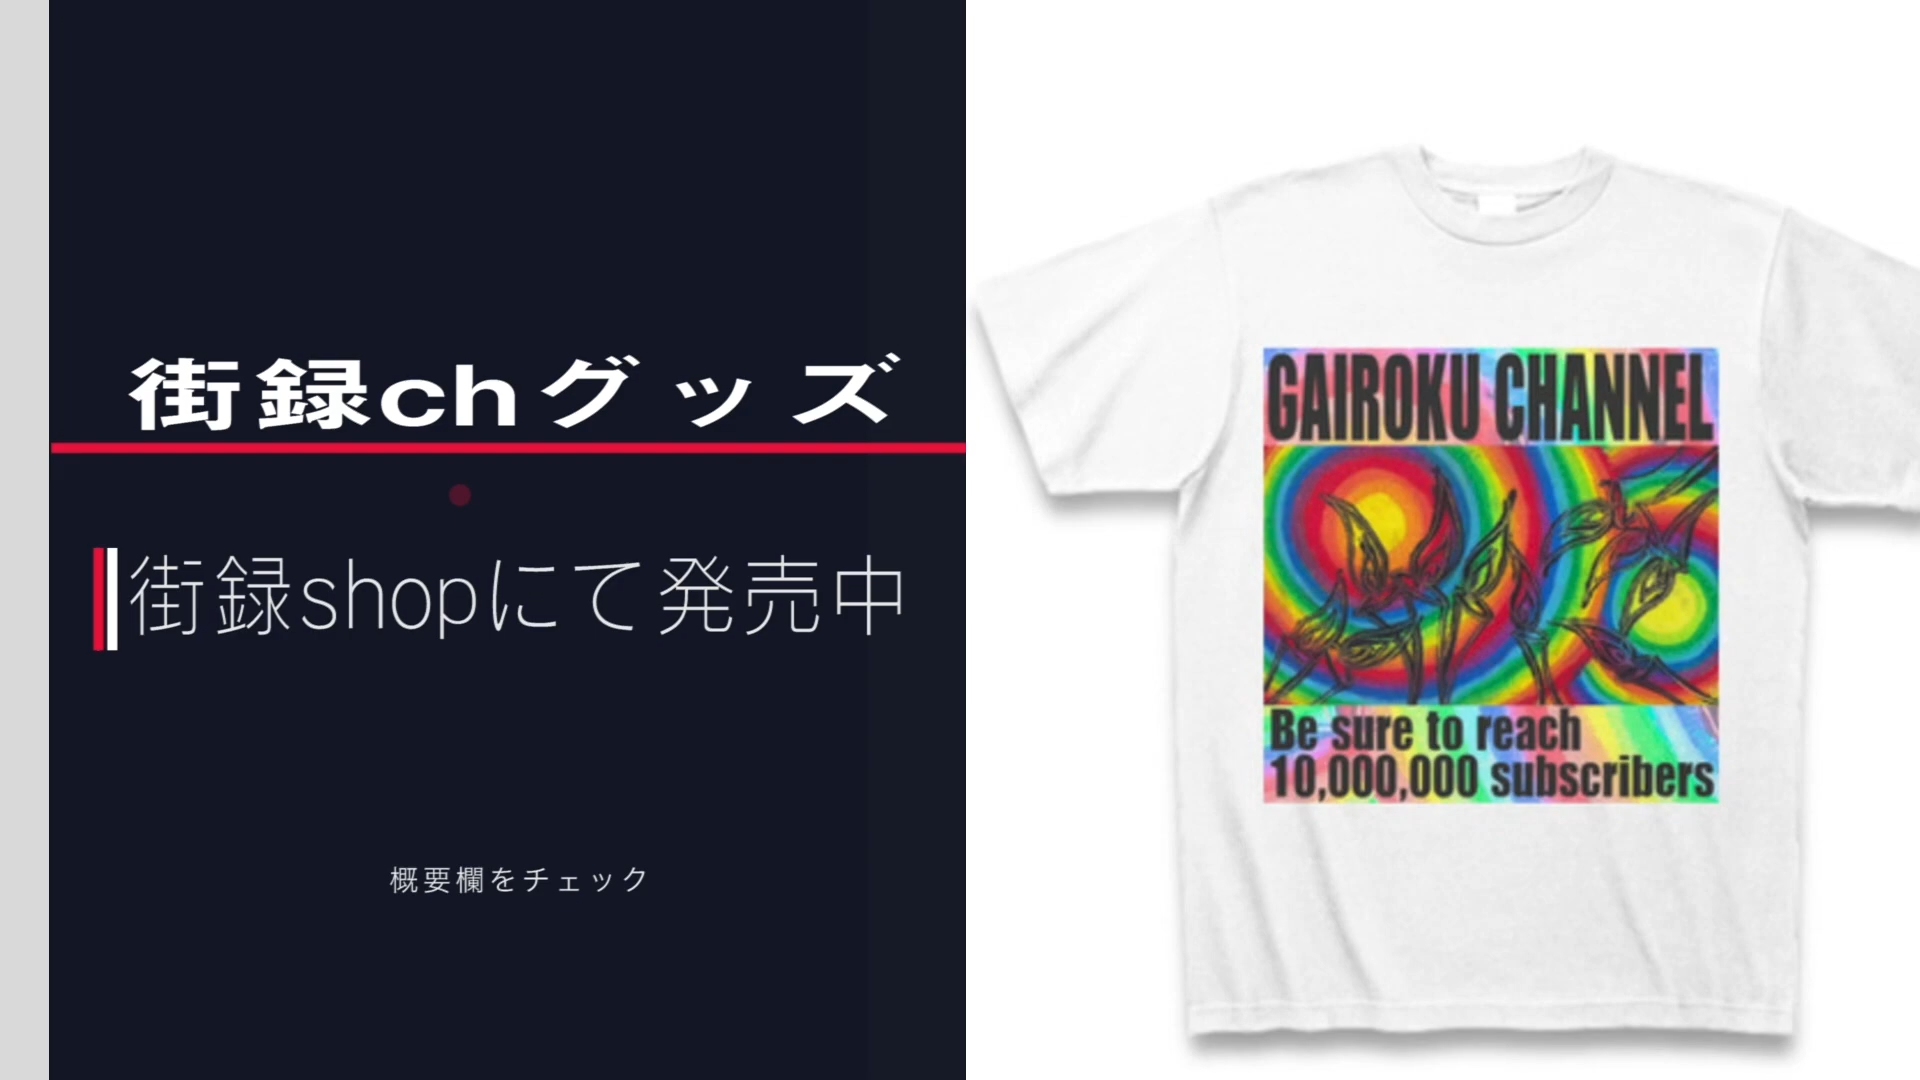 街録chグッズ
街録shopにて発売中
概要欄をチェック
GAIROKU CHANNEL
Be sure to reach
10,000,000 subscribers